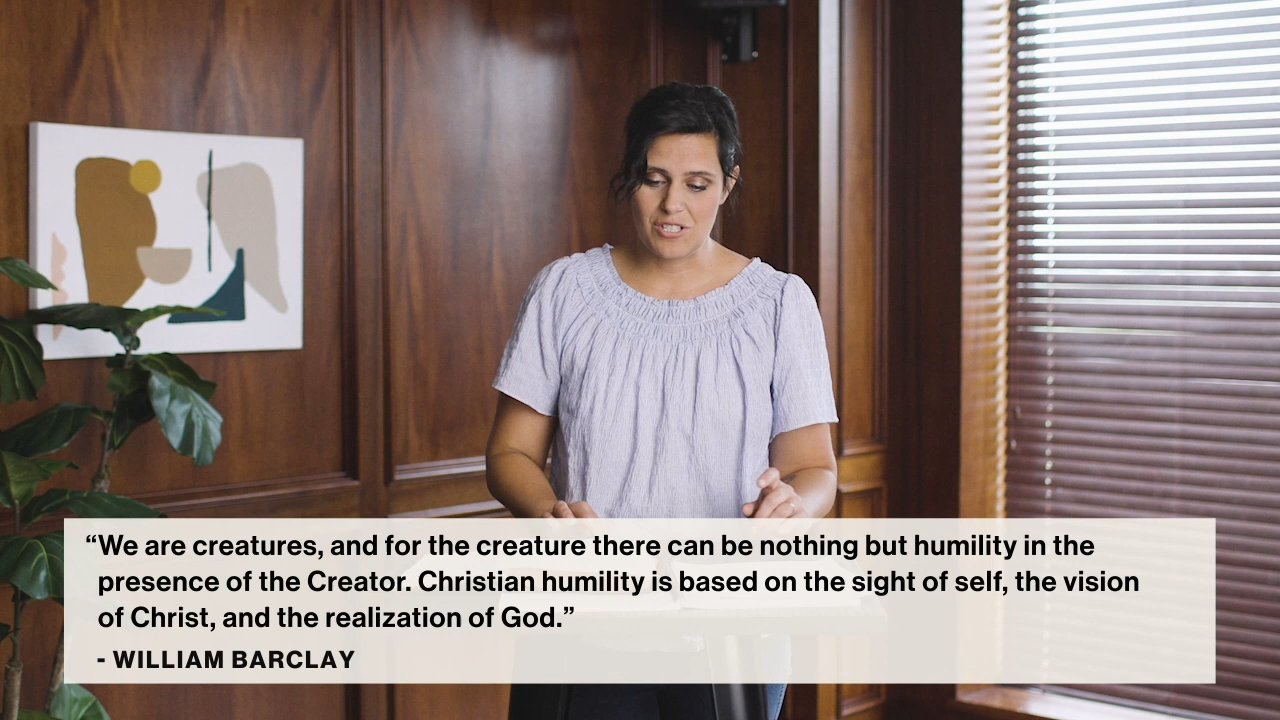 “We are creatures, and for the creature there can be nothing but humility in the
presence of the Creator. Christian humility is based on the sight of self, the vision
of Christ, and the realization of God.”
- WILLIAM BARCLAY